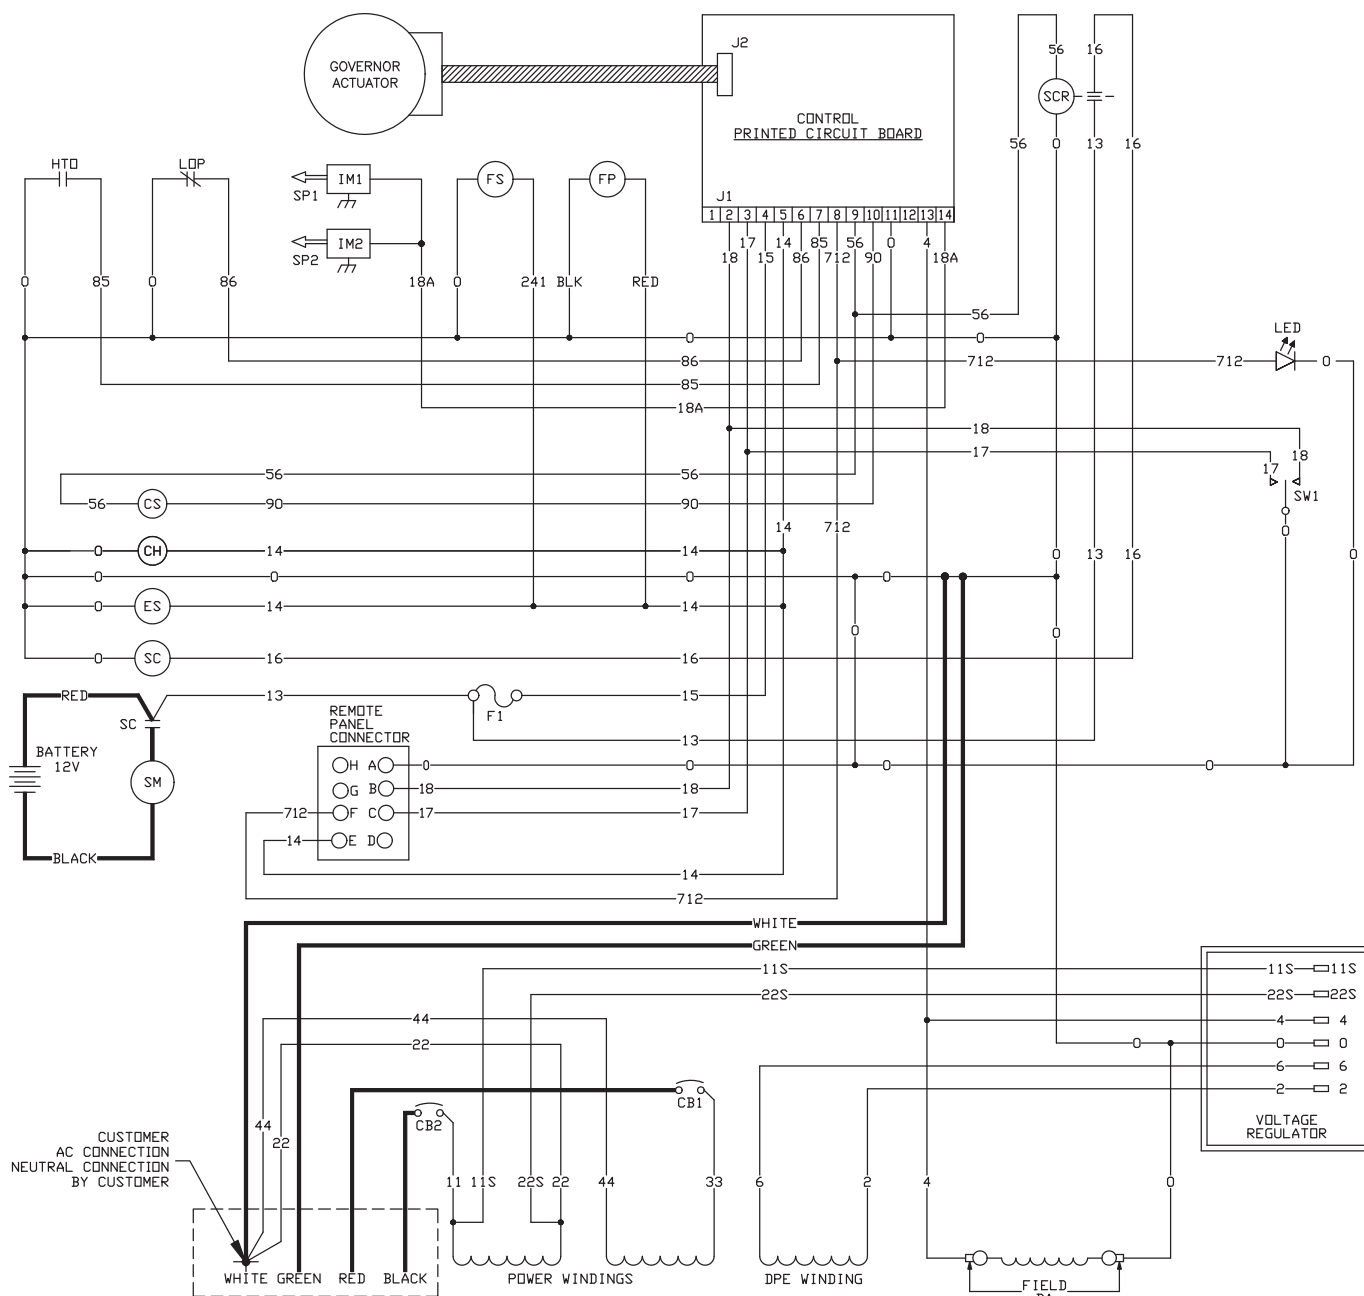 GOVERNOR
ACTUATOR
J2
CONTROL
PRINTED CIRCUIT BOARD
J1
1 2 3 4 5 6 7 8 9 10 11 12 13 14
56 16
SCR
56 0 13 16
HTO LOP
IM1
SP1
IM2
SP2
FS FP
17 15 14 85 56 0 4
18 15 86 712 90 18A
0 85 0 86 18A 0 241 BLK RED
56
0 0
LED
86 712 712 0
85
18A
18
17
17 18
SW1
0
56 56
56 CS 90 90
14 712
0 CH 14 14 0 13 16 0
0 0 0 0
0 ES 14 14
0 0
0 SC 16 16
RED 13 15
F1
SC
REMOTE
PANEL
CONNECTOR
13
BATTERY
12V
SM
H A 0 0 0 0
G B 18 18
712 F C 17 17
14 E D
BLACK
14
712
WHITE
GREEN
11S 11S 11S
22S 22S 22S
44 4 4
22 0 0 0
6 6
2 2
CB1
CB2
VOLTAGE
REGULATOR
44
22
CUSTOMER
AC CONNECTION
NEUTRAL CONNECTION
BY CUSTOMER
11 11S 22S 22 44 33 6 2 4 0
WHITE GREEN RED BLACK
POWER WINDINGS
DPE WINDING
FIELD